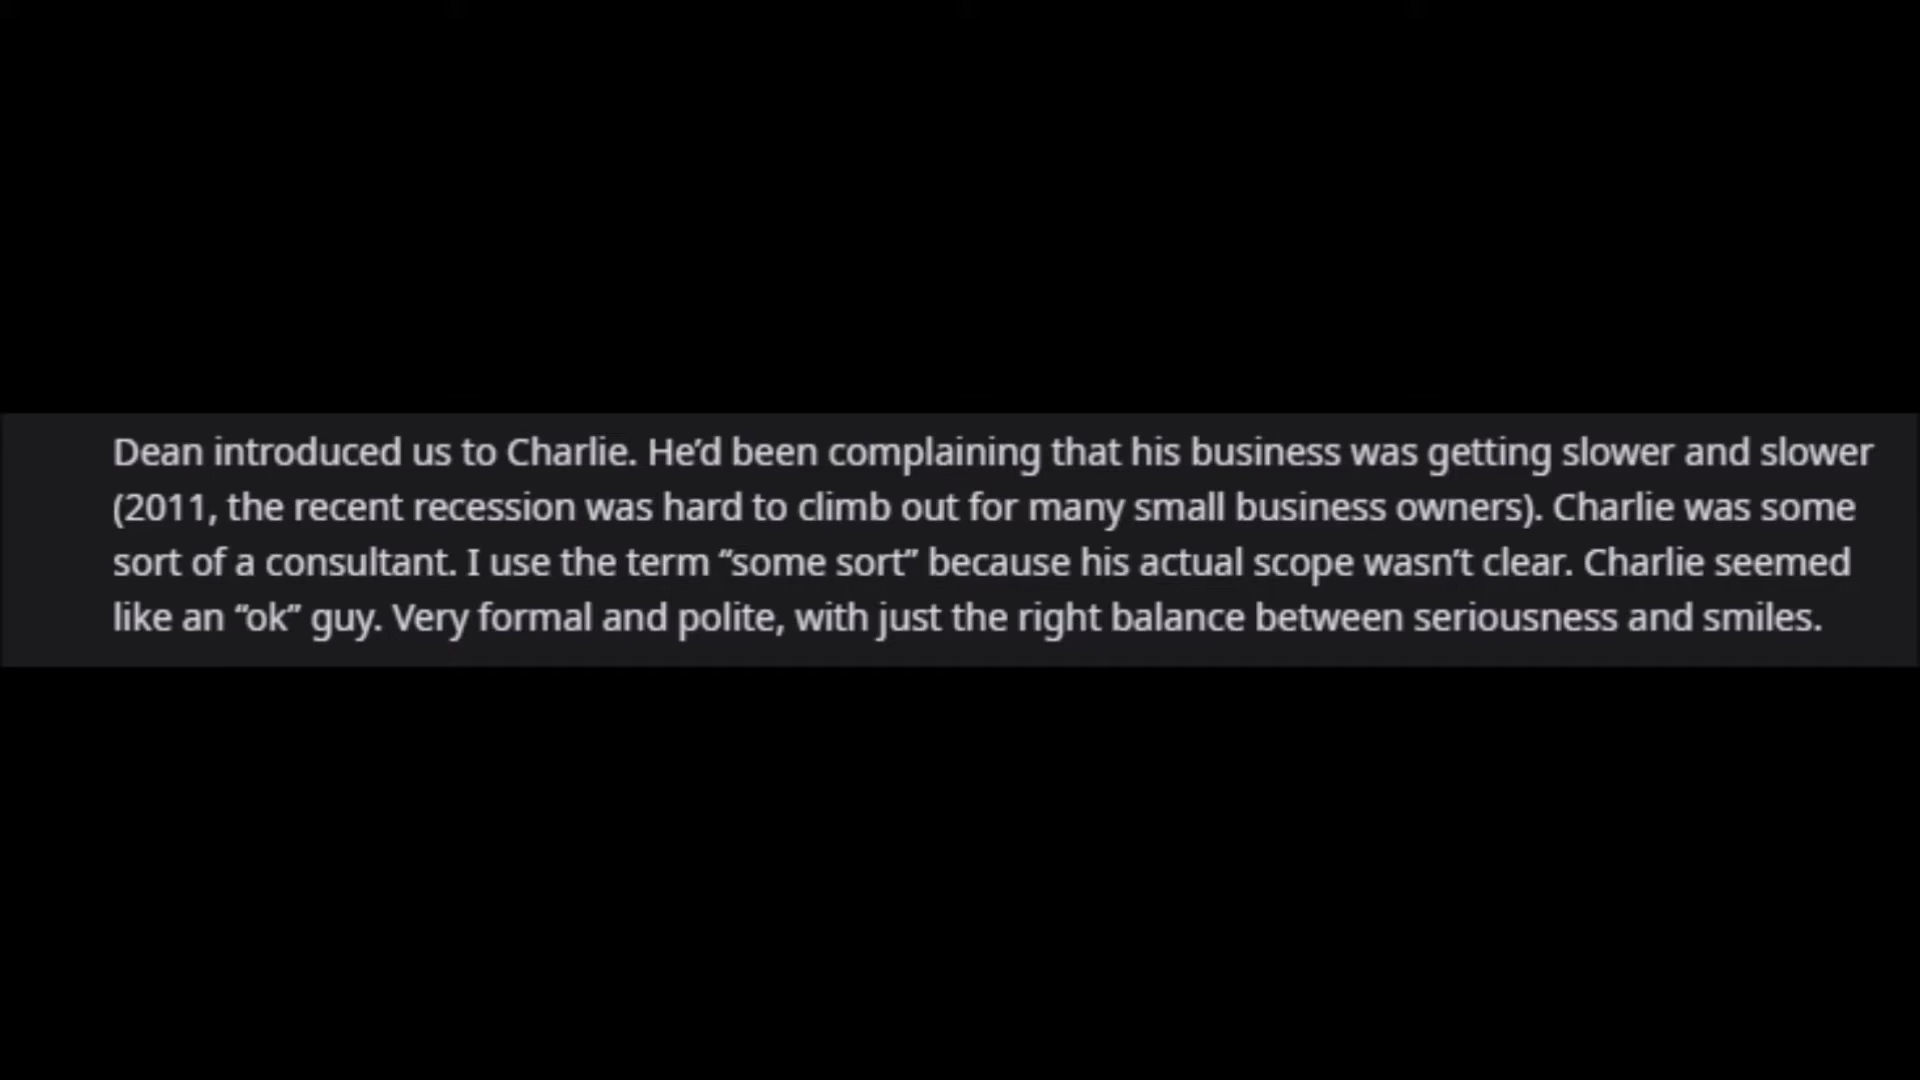 Dean introduced us to Charlie. He’d been complaining that his business was getting slower and slower
(2011, the recent recession was hard to climb out for many small business owners). Charlie was some
sort of a consultant. I use the term “some sort” because his actual scope wasn’t clear. Charlie seemed
like an “ok” guy. Very formal and polite, with just the right balance between seriousness and smiles.